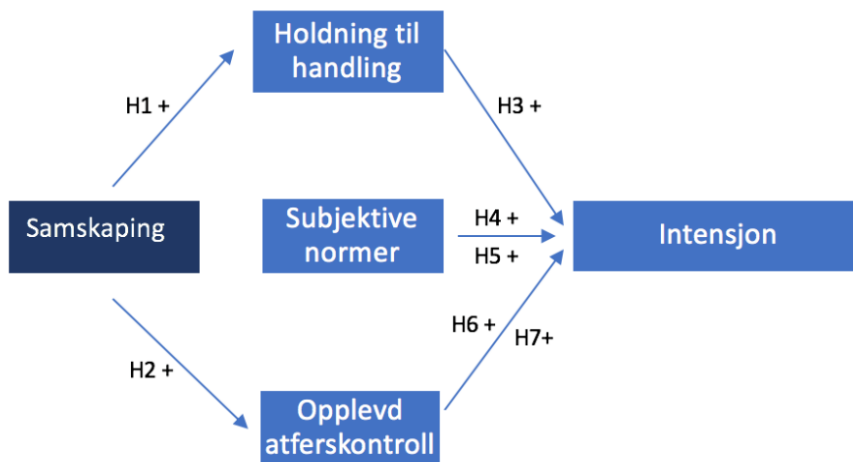 Holdning til
handling
H1 +
H3 +
Samskaping
Subjektive
normer
H4 +
H5 +
Intensjon
H6 +
H7+
H2 +
Opplevd
atferskontroll